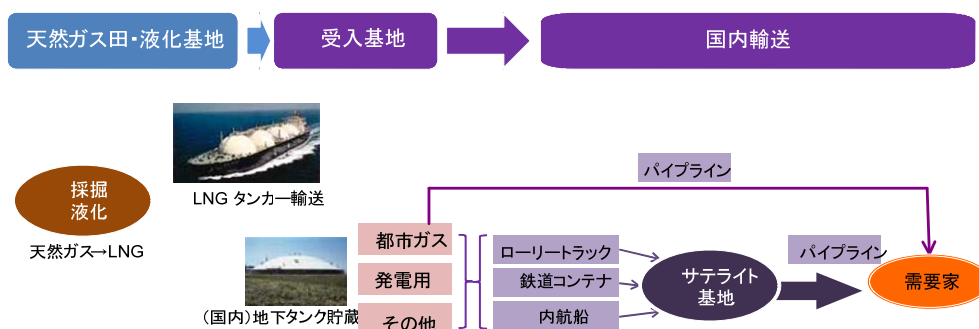 天然ガス田・液化基地
受入基地
国内輸送
パイプライン
採掘
液化
LNG タンカー輸送
天然ガス→LNG
都市ガス
発電用
その他
ローリートラック
鉄道コンテナ
内航船
サテライト
基地
パイプライン
需要家
（国内）地下タンク貯蔵